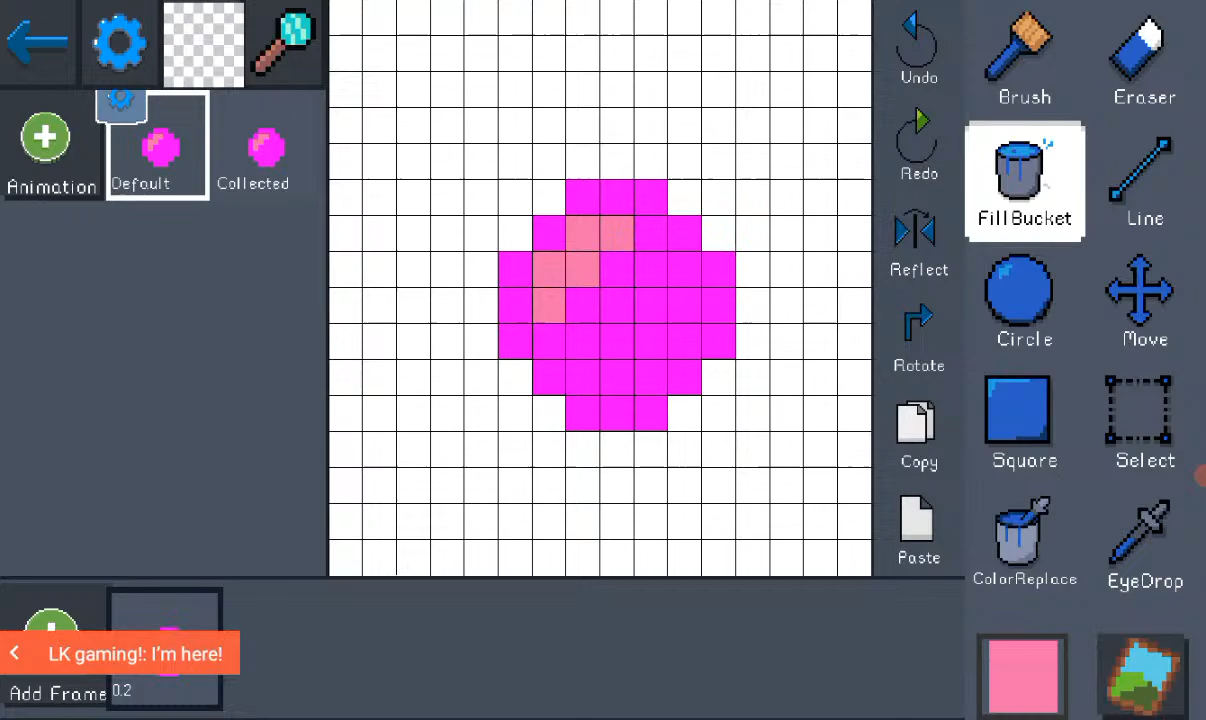 Undo
Brush
Eraser
Animation
Default
Collected
Redo
Fill Bucket
Line
Reflect
Circle
Move
Rotate
Copy
Square
Select
Paste
ColorReplace
EyeDrop
LK gaming!: I'm here!
Add Frame
0.2